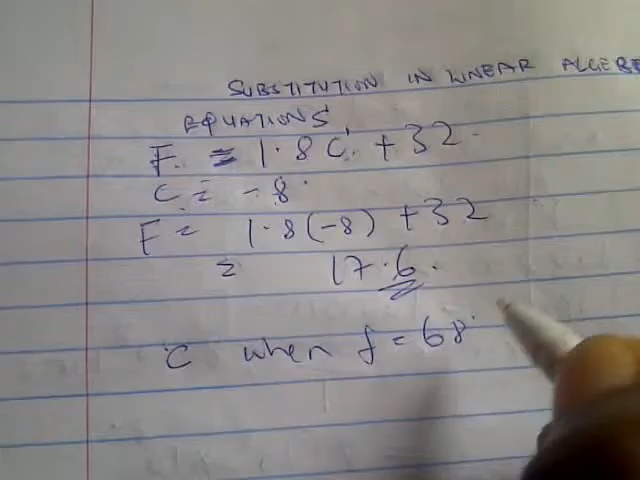 SUBSTITUTION IN LINEAR ALGEBR
EQUATIONS
F = 1.8C + 32
C = -8
F = 1.8(-8) + 32
= 17.6
C when f = 68